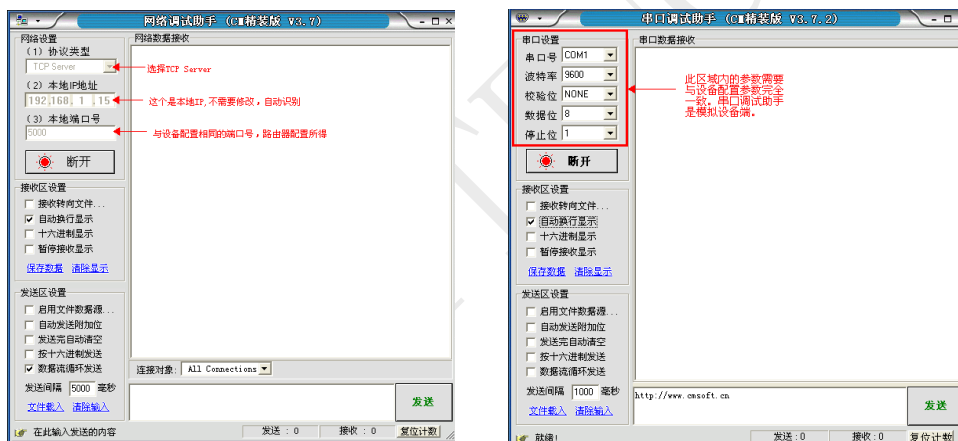 网络调试助手 (CⅢ精装版 V3.7)
网络设置
(1) 协议类型
TCP Server
(2) 本地IP地址
192.168. 1 .15
(3) 本地端口号
5000
断开
接收区设置
接收转向文件...
自动换行显示
十六进制显示
暂停接收显示
保存数据 清除显示
发送区设置
启用文件数据源...
自动发送附加位
发送完自动清空
按十六进制发送
数据流循环发送
发送间隔 5000 毫秒
文件载入 清除输入
网络数据接收
选择TCP Server
这个是本地IP,不需要修改，自动识别
与设备配置相同的端口号，路由器配置所得
连接对象: All Connections
发送
在此输入发送的内容
发送 : 0
接收 : 0
复位计数
串口调试助手 (CⅢ精装版 V3.7.2)
串口设置
串口号 COM1
波特率 9600
校验位 NONE
数据位 8
停止位 1
断开
接收区设置
接收转向文件...
自动换行显示
十六进制显示
暂停接收显示
保存数据 清除显示
发送区设置
启用文件数据源...
自动发送附加位
发送完自动清空
按十六进制发送
数据流循环发送
发送间隔 1000 毫秒
文件载入 清除输入
串口数据接收
此区域内的参数需要
与设备配置参数完全
一致。串口调试助手
是模拟设备端。
http://www.cmsoft.cn
发送
就绪!
发送 : 0
接收 : 0
复位计数